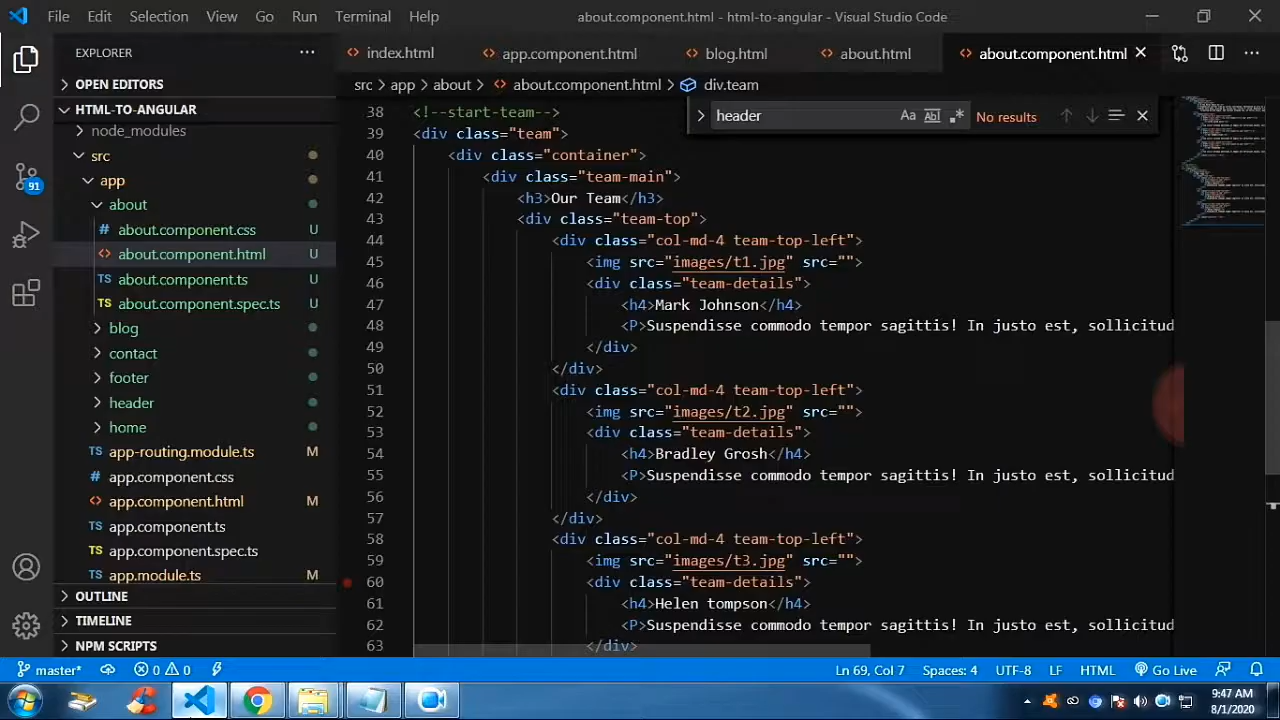 File Edit Selection View Go Run Terminal Help about.component.html - html-to-angular - Visual Studio Code
EXPLORER
OPEN EDITORS
HTML-TO-ANGULAR
node_modules
src
app
about
# about.component.css U
<> about.component.html U
TS about.component.ts U
TS about.component.spec.ts U
blog
contact
footer
header
home
TS app-routing.module.ts M
# app.component.css
<> app.component.html M
TS app.component.ts
TS app.component.spec.ts
TS app.module.ts M
OUTLINE
TIMELINE
NPM SCRIPTS
91
<> index.html <> app.component.html <> blog.html <> about.html <> about.component.html
src > app > about > <> about.component.html > div.team
header Aa Abl No results
38 <!--start-team-->
39 <div class="team">
40 <div class="container">
41 <div class="team-main">
42 <h3>Our Team</h3>
43 <div class="team-top">
44 <div class="col-md-4 team-top-left">
45 <img src="images/t1.jpg" src="">
46 <div class="team-details">
47 <h4>Mark Johnson</h4>
48 <P>Suspendisse commodo tempor sagittis! In justo est, sollicitud
49 </div>
50 </div>
51 <div class="col-md-4 team-top-left">
52 <img src="images/t2.jpg" src="">
53 <div class="team-details">
54 <h4>Bradley Grosh</h4>
55 <P>Suspendisse commodo tempor sagittis! In justo est, sollicitud
56 </div>
57 </div>
58 <div class="col-md-4 team-top-left">
59 <img src="images/t3.jpg" src="">
60 <div class="team-details">
61 <h4>Helen tompson</h4>
62 <P>Suspendisse commodo tempor sagittis! In justo est, sollicitud
63 </div>
master* 0 0 Ln 69, Col 7 Spaces: 4 UTF-8 LF HTML Go Live
9:47 AM
8/1/2020